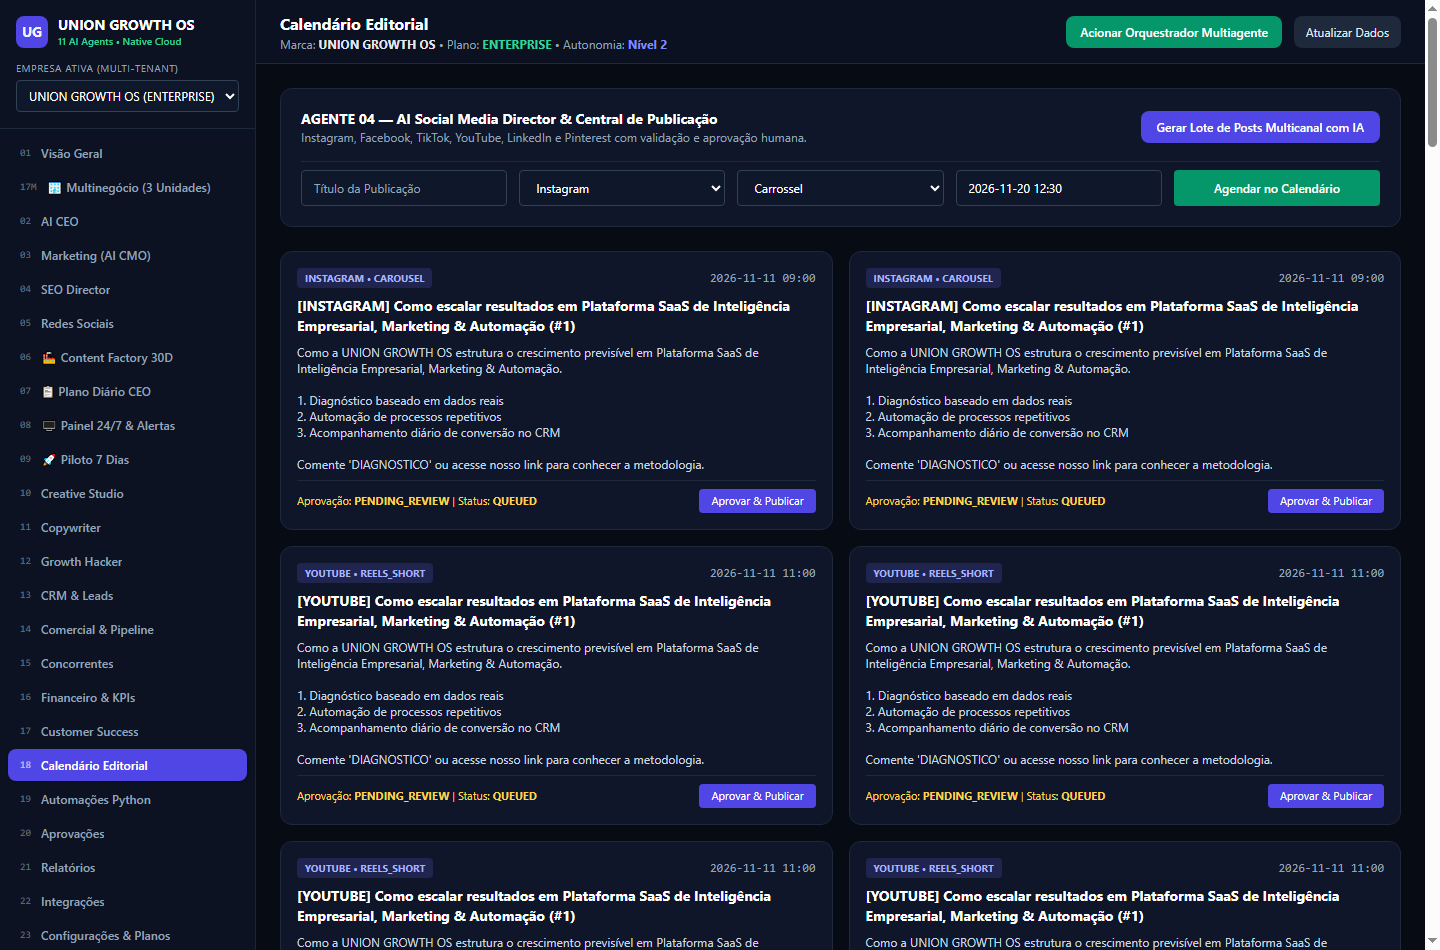 UG
UNION GROWTH OS
11 AI Agents • Native Cloud
EMPRESA ATIVA (MULTI-TENANT)
UNION GROWTH OS (ENTERPRISE)
01 Visão Geral
17M Multinegócio (3 Unidades)
02 AI CEO
03 Marketing (AI CMO)
04 SEO Director
05 Redes Sociais
06 Content Factory 30D
07 Plano Diário CEO
08 Painel 24/7 & Alertas
09 Piloto 7 Dias
10 Creative Studio
11 Copywriter
12 Growth Hacker
13 CRM & Leads
14 Comercial & Pipeline
15 Concorrentes
16 Financeiro & KPIs
17 Customer Success
18 Calendário Editorial
19 Automações Python
20 Aprovações
21 Relatórios
22 Integrações
23 Configurações & Planos
Calendário Editorial
Marca: UNION GROWTH OS • Plano: ENTERPRISE • Autonomia: Nível 2
Acionar Orquestrador Multiagente
Atualizar Dados
AGENTE 04 — AI Social Media Director & Central de Publicação
Instagram, Facebook, TikTok, YouTube, LinkedIn e Pinterest com validação e aprovação humana.
Gerar Lote de Posts Multicanal com IA
Título da Publicação
Instagram
Carrossel
2026-11-20 12:30
Agendar no Calendário
INSTAGRAM • CAROUSEL
2026-11-11 09:00
[INSTAGRAM] Como escalar resultados em Plataforma SaaS de Inteligência
Empresarial, Marketing & Automação (#1)
Como a UNION GROWTH OS estrutura o crescimento previsível em Plataforma SaaS de
Inteligência Empresarial, Marketing & Automação.
1. Diagnóstico baseado em dados reais
2. Automação de processos repetitivos
3. Acompanhamento diário de conversão no CRM
Comente 'DIAGNOSTICO' ou acesse nosso link para conhecer a metodologia.
Aprovação: PENDING_REVIEW | Status: QUEUED
Aprovar & Publicar
INSTAGRAM • CAROUSEL
2026-11-11 09:00
[INSTAGRAM] Como escalar resultados em Plataforma SaaS de Inteligência
Empresarial, Marketing & Automação (#1)
Como a UNION GROWTH OS estrutura o crescimento previsível em Plataforma SaaS de
Inteligência Empresarial, Marketing & Automação.
1. Diagnóstico baseado em dados reais
2. Automação de processos repetitivos
3. Acompanhamento diário de conversão no CRM
Comente 'DIAGNOSTICO' ou acesse nosso link para conhecer a metodologia.
Aprovação: PENDING_REVIEW | Status: QUEUED
Aprovar & Publicar
YOUTUBE • REELS_SHORT
2026-11-11 11:00
[YOUTUBE] Como escalar resultados em Plataforma SaaS de Inteligência
Empresarial, Marketing & Automação (#1)
Como a UNION GROWTH OS estrutura o crescimento previsível em Plataforma SaaS de
Inteligência Empresarial, Marketing & Automação.
1. Diagnóstico baseado em dados reais
2. Automação de processos repetitivos
3. Acompanhamento diário de conversão no CRM
Comente 'DIAGNOSTICO' ou acesse nosso link para conhecer a metodologia.
Aprovação: PENDING_REVIEW | Status: QUEUED
Aprovar & Publicar
YOUTUBE • REELS_SHORT
2026-11-11 11:00
[YOUTUBE] Como escalar resultados em Plataforma SaaS de Inteligência
Empresarial, Marketing & Automação (#1)
Como a UNION GROWTH OS estrutura o crescimento previsível em Plataforma SaaS de
Inteligência Empresarial, Marketing & Automação.
1. Diagnóstico baseado em dados reais
2. Automação de processos repetitivos
3. Acompanhamento diário de conversão no CRM
Comente 'DIAGNOSTICO' ou acesse nosso link para conhecer a metodologia.
Aprovação: PENDING_REVIEW | Status: QUEUED
Aprovar & Publicar
YOUTUBE • REELS_SHORT
2026-11-11 11:00
[YOUTUBE] Como escalar resultados em Plataforma SaaS de Inteligência
Empresarial, Marketing & Automação (#1)
Como a UNION GROWTH OS estrutura o crescimento previsível em Plataforma SaaS de
YOUTUBE • REELS_SHORT
2026-11-11 11:00
[YOUTUBE] Como escalar resultados em Plataforma SaaS de Inteligência
Empresarial, Marketing & Automação (#1)
Como a UNION GROWTH OS estrutura o crescimento previsível em Plataforma SaaS de